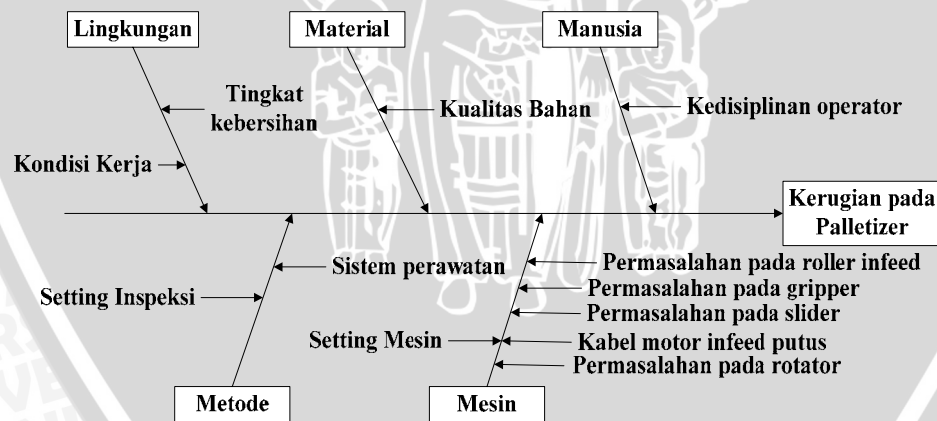 Lingkungan
Material
Manusia
Tingkat
kebersihan
Kualitas Bahan
Kedisiplinan operator
Kondisi Kerja
Kerugian pada
Palletizer
Sistem perawatan
Setting Inspeksi
Permasalahan pada roller infeed
Permasalahan pada gripper
Permasalahan pada slider
Setting Mesin
Kabel motor infeed putus
Permasalahan pada rotator
Metode
Mesin